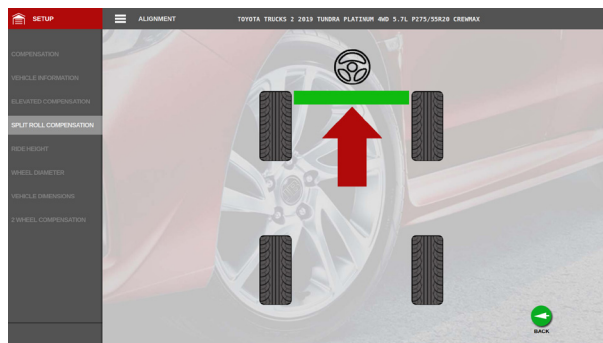 SETUP
ALIGNMENT
TOYOTA TRUCKS 2 2019 TUNDRA PLATINUM 4WD 5.7L P275/55R20 CREWMAX
COMPENSATION
VEHICLE INFORMATION
ELEVATED COMPENSATION
SPLIT ROLL COMPENSATION
RIDE HEIGHT
WHEEL DIAMETER
VEHICLE DIMENSIONS
2 WHEEL COMPENSATION
BACK